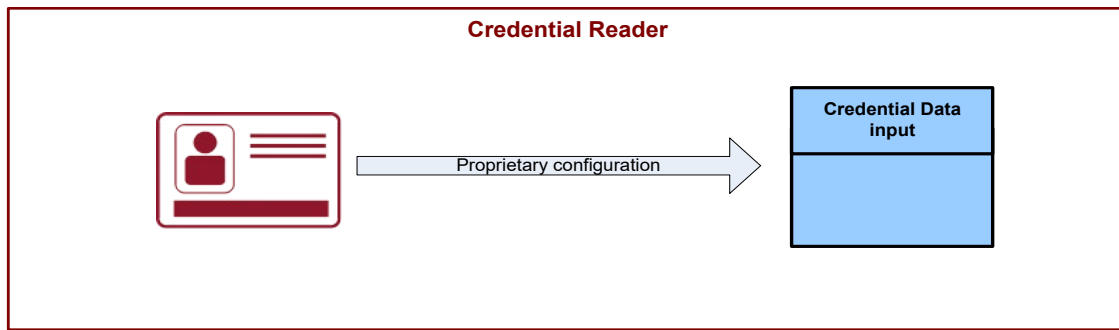 Credential Reader
Credential Data
input
Proprietary configuration